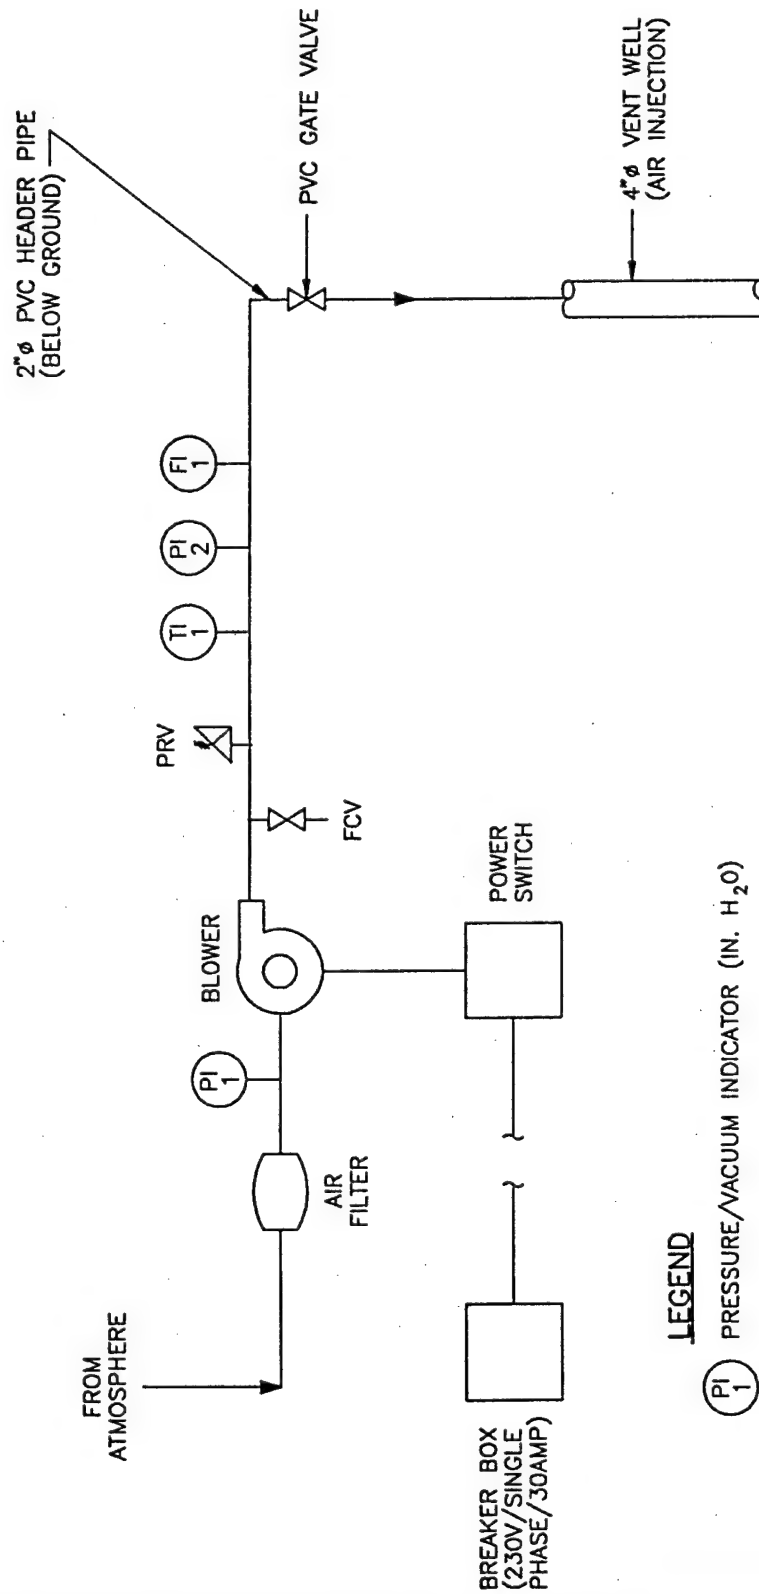 FROM
ATMOSPHERE
AIR
FILTER
PI
1
BLOWER
FCV
PRV
TI
1
PI
2
FI
1
2"ø PVC HEADER PIPE
(BELOW GROUND)
PVC GATE VALVE
4"ø VENT WELL
(AIR INJECTION)
POWER
SWITCH
BREAKER BOX
(230V/SINGLE
PHASE/30AMP)
LEGEND
PI
1
PRESSURE/VACUUM INDICATOR (IN. H₂O)